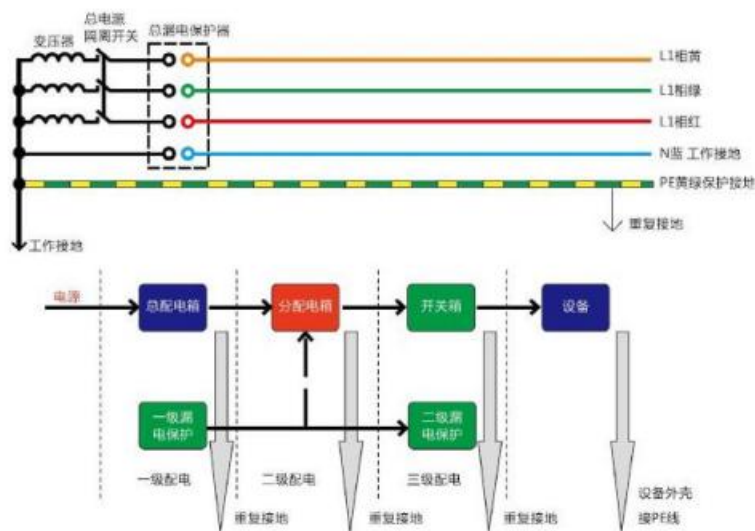 总电源
隔离开关
变压器
总漏电保护器
L1相黄
L1相绿
L1相红
N蓝 工作接地
PE黄绿保护接地
重复接地
工作接地
电源
总配电箱
分配电箱
开关箱
设备
一级漏
电保护
二级漏
电保护
一级配电
二级配电
三级配电
设备外壳
接PE线
重复接地
重复接地
重复接地